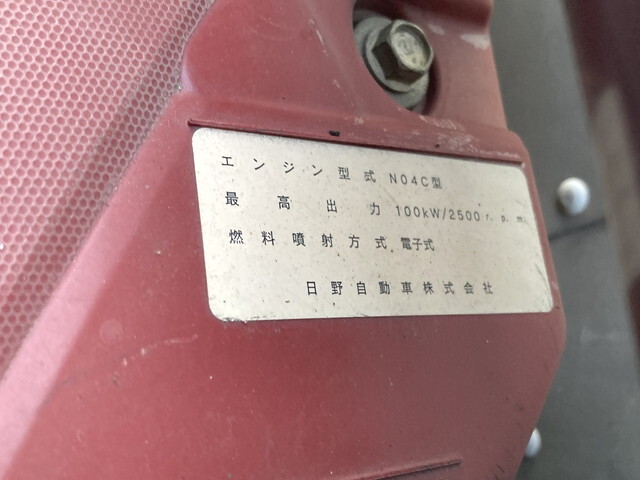 エンジン型式 N04C型
最高出力 100kW/2500r.p.m.
燃料噴射方式 電子式
日野自動車株式会社